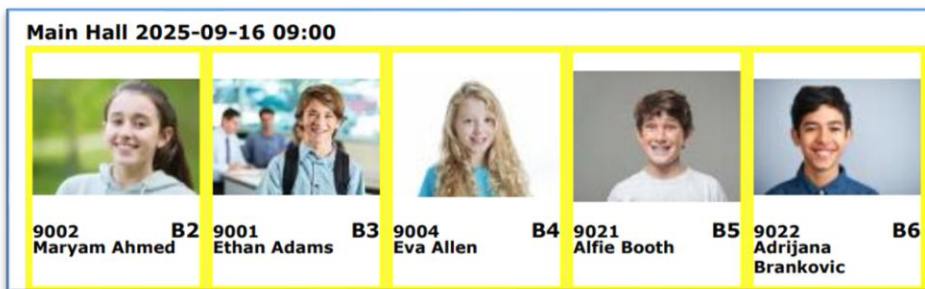 Main Hall 2025-09-16 09:00
9002 B2
Maryam Ahmed
9001 B3
Ethan Adams
9004 B4
Eva Allen
9021 B5
Alfie Booth
9022 B6
Adrijana
Brankovic